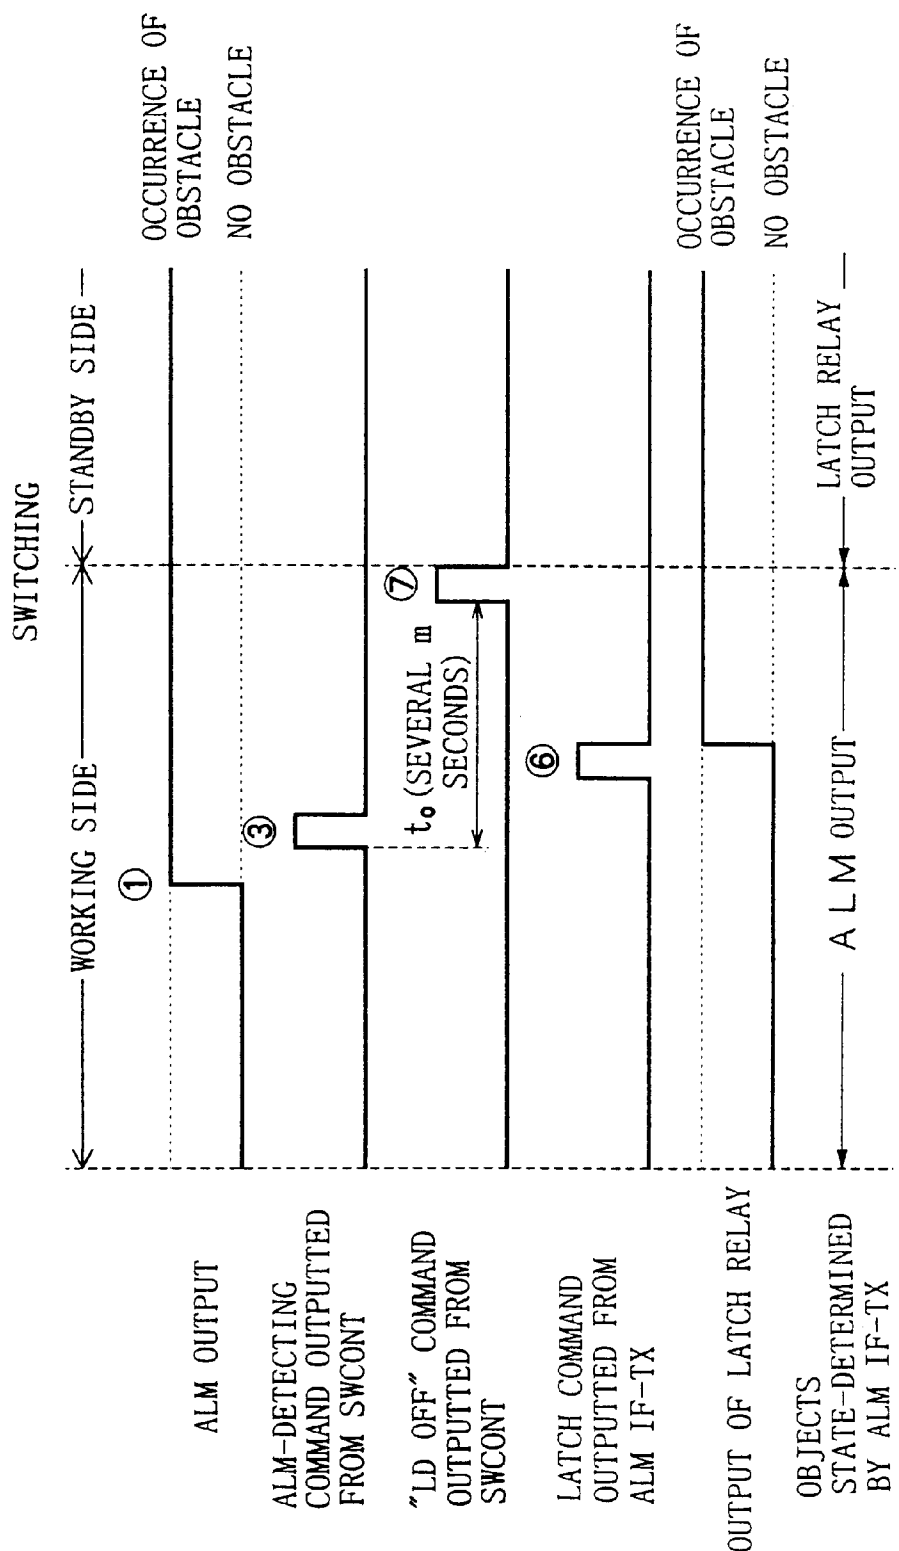 SWITCHING
WORKING SIDE
STANDBY SIDE
ALM OUTPUT
①
OCCURRENCE OF
OBSTACLE
NO OBSTACLE
ALM-DETECTING
COMMAND OUTPUTTED
FROM SWCONT
③
"LD OFF" COMMAND
OUTPUTTED FROM
SWCONT
t₀ (SEVERAL m
SECONDS)
⑦
LATCH COMMAND
OUTPUTTED FROM
ALM IF-TX
⑥
OUTPUT OF LATCH RELAY
OCCURRENCE OF
OBSTACLE
NO OBSTACLE
OBJECTS
STATE-DETERMINED
BY ALM IF-TX
ALM OUTPUT
LATCH RELAY
OUTPUT